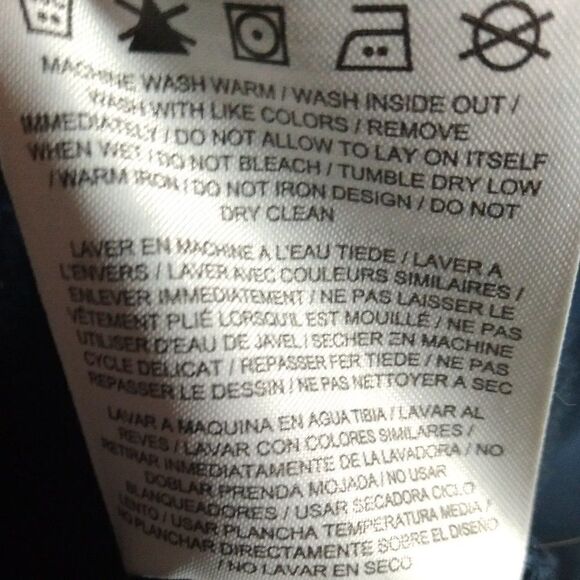 MACHINE WASH WARM / WASH INSIDE OUT /
WASH WITH LIKE COLORS / REMOVE
IMMEDIATELY / DO NOT ALLOW TO LAY ON ITSELF
WHEN WET / DO NOT BLEACH / TUMBLE DRY LOW
/ WARM IRON / DO NOT IRON DESIGN / DO NOT
DRY CLEAN
LAVER EN MACHINE A L'EAU TIEDE / LAVER A
L'ENVERS / LAVER AVEC COULEURS SIMILAIRES /
ENLEVER IMMEDIATEMENT / NE PAS LAISSER LE
VÊTEMENT PLIÉ LORSQU'IL EST MOUILLÉ / NE PAS
UTILISER D'EAU DE JAVEL / SECHER EN MACHINE
CYCLE DELICAT / REPASSER FER TIEDE / NE PAS
REPASSER LE DESSIN / NE PAS NETTOYER A SEC
LAVAR A MAQUINA EN AGUA TIBIA / LAVAR AL
REVES / LAVAR CON COLORES SIMILARES /
RETIRAR INMEDIATAMENTE DE LA LAVADORA / NO
DOBLAR PRENDA MOJADA / NO USAR
BLANQUEADORES / USAR SECADORA CICLO
LENTO / USAR PLANCHA TEMPERATURA MEDIA /
NO PLANCHAR DIRECTAMENTE SOBRE EL DISENO
/ NO LAVAR EN SECO